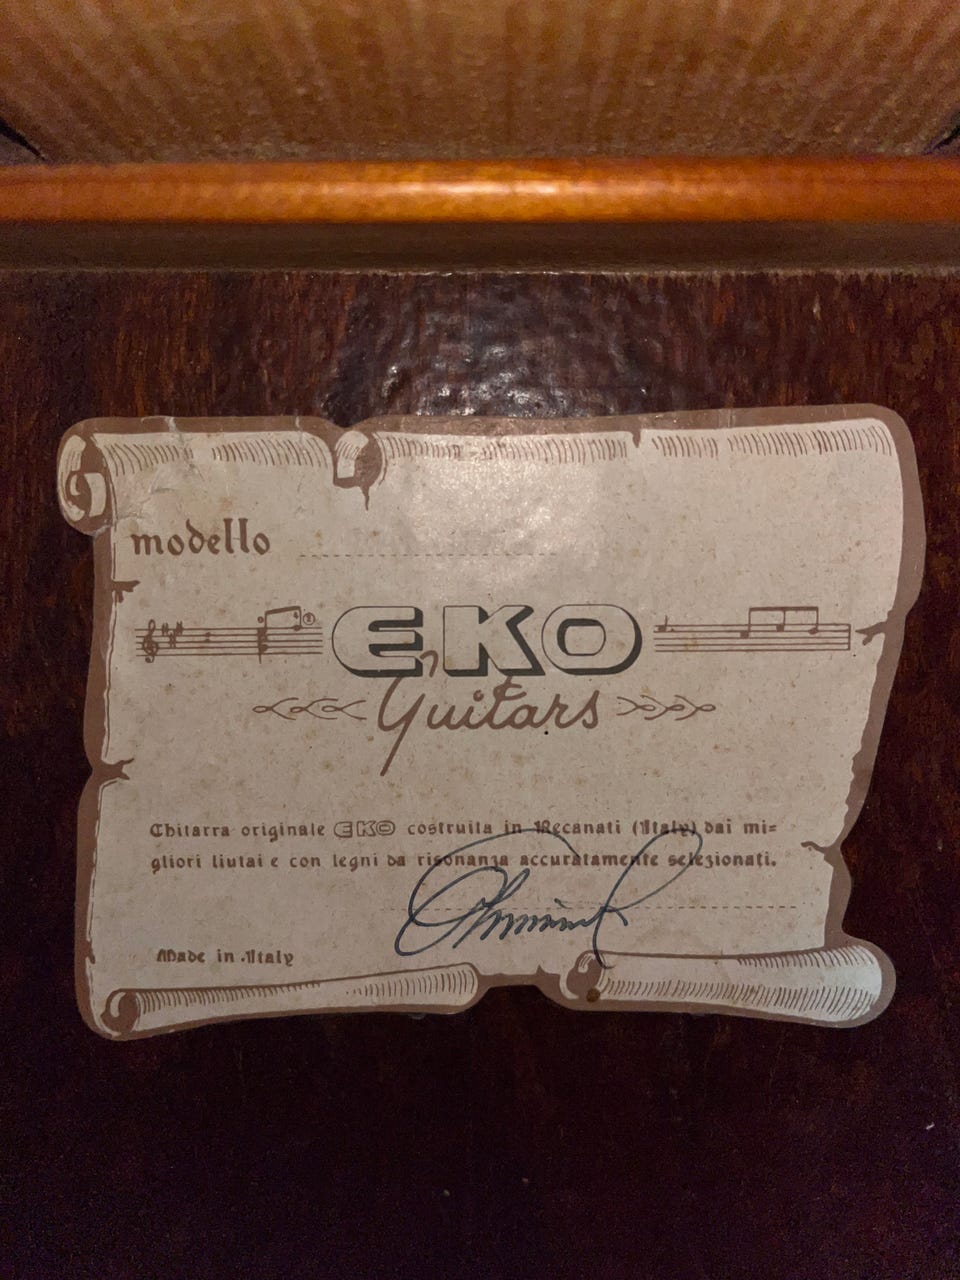 modello
EKO
Guitars
Chitarra originale EKO costruita in Recanati (Italy) dai mi=
gliori liutai e con legni da risonanza accuratamente selezionati.
Made in Italy